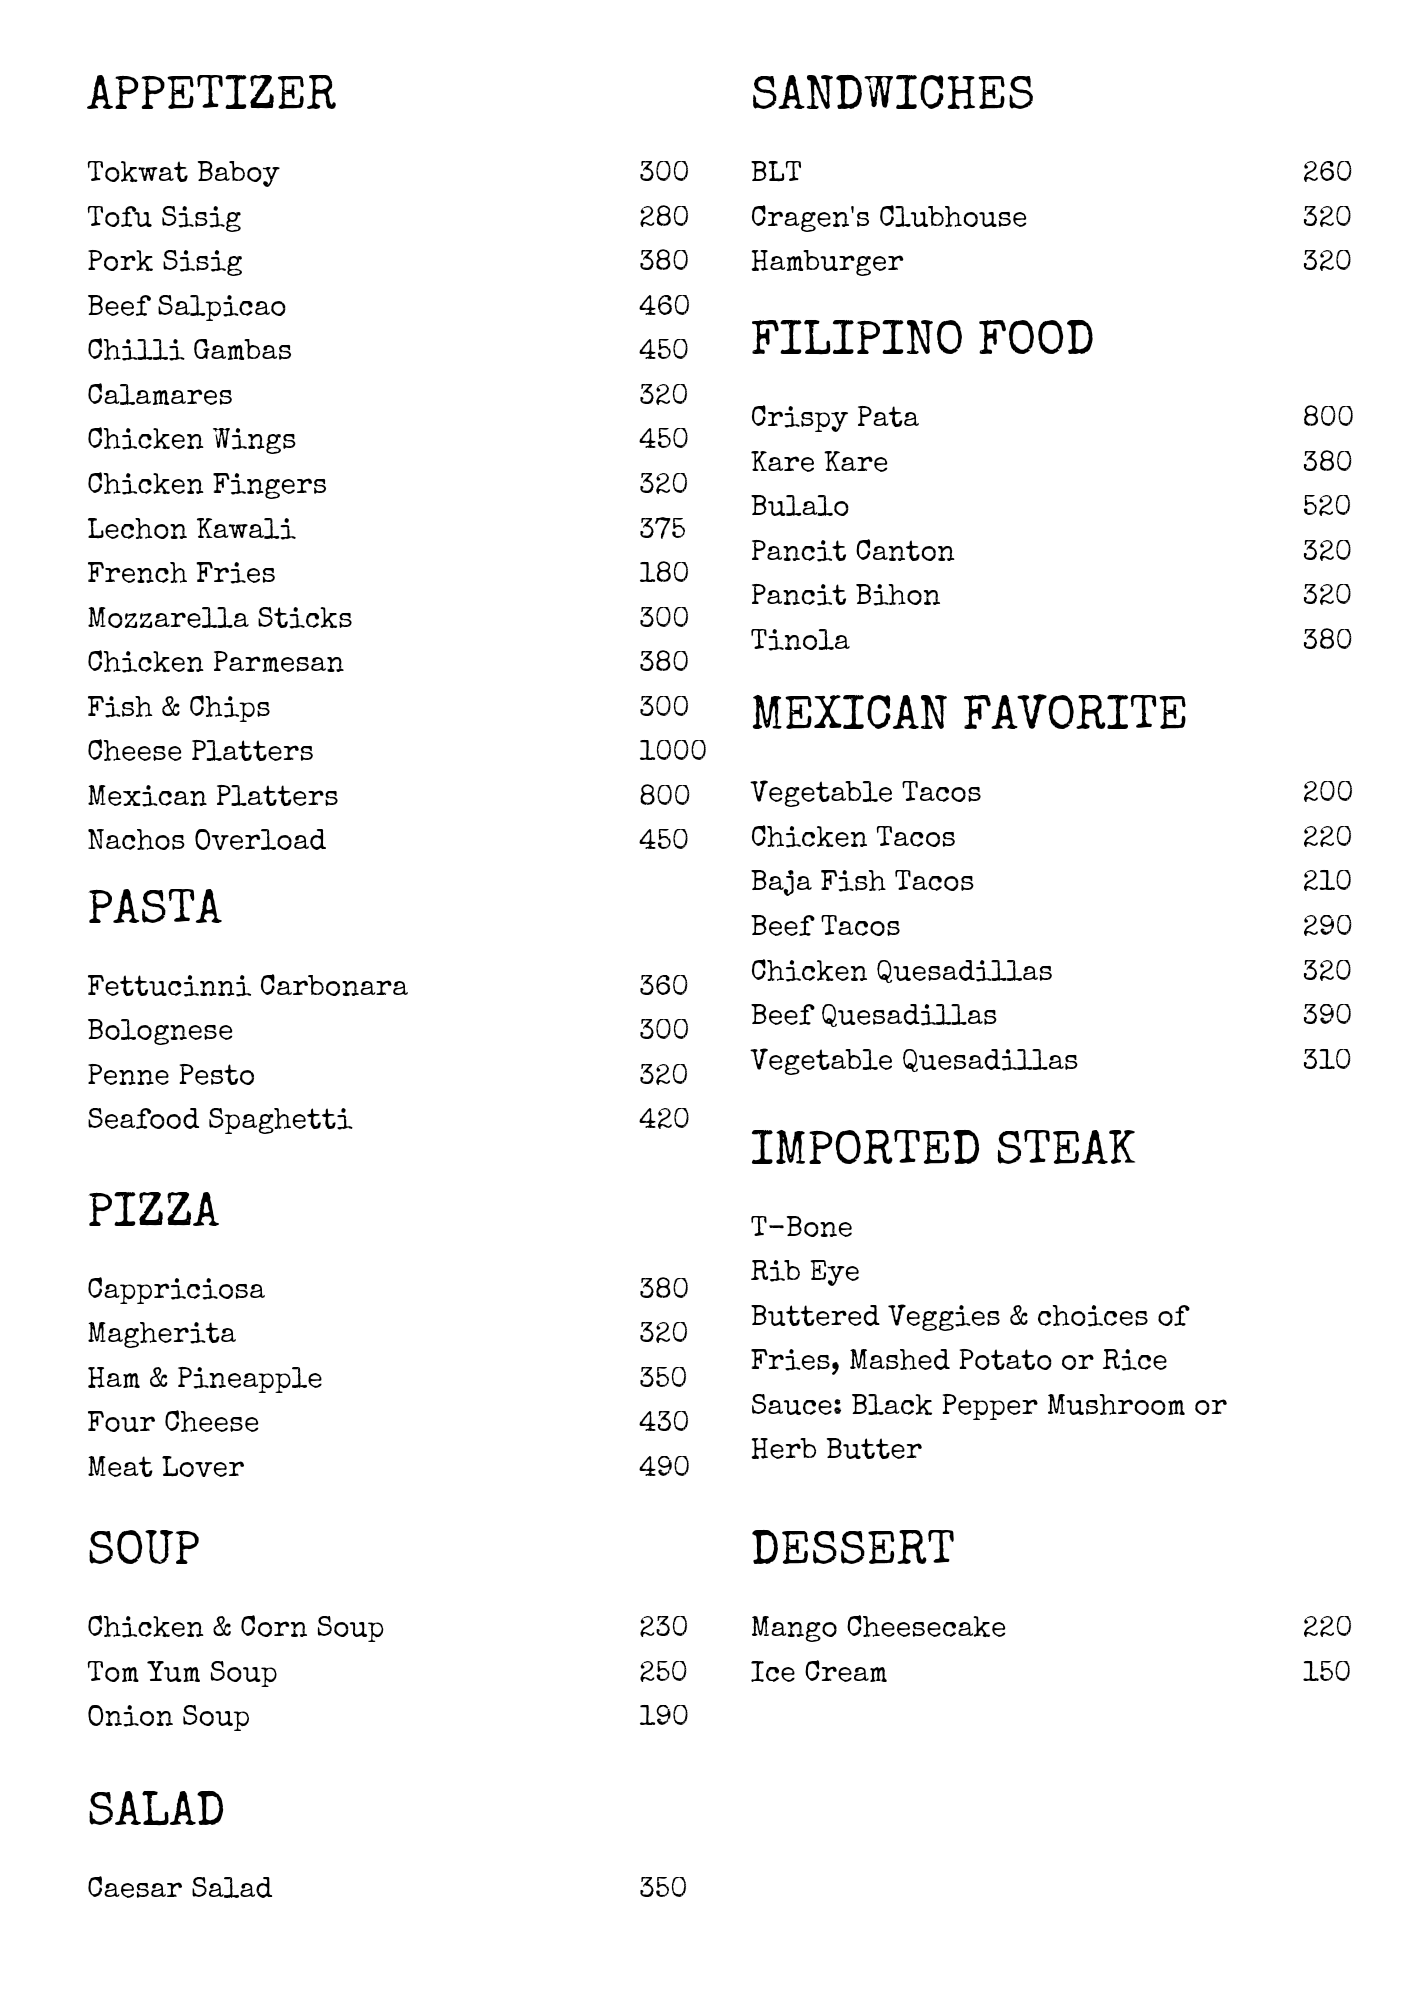 APPETIZER
Tokwat Baboy 300
Tofu Sisig 280
Pork Sisig 380
Beef Salpicao 460
Chilli Gambas 450
Calamares 320
Chicken Wings 450
Chicken Fingers 320
Lechon Kawali 375
French Fries 180
Mozzarella Sticks 300
Chicken Parmesan 380
Fish & Chips 300
Cheese Platters 1000
Mexican Platters 800
Nachos Overload 450
PASTA
Fettucinni Carbonara 360
Bolognese 300
Penne Pesto 320
Seafood Spaghetti 420
PIZZA
Cappriciosa 380
Magherita 320
Ham & Pineapple 350
Four Cheese 430
Meat Lover 490
SOUP
Chicken & Corn Soup 230
Tom Yum Soup 250
Onion Soup 190
SALAD
Caesar Salad 350
SANDWICHES
BLT 260
Cragen's Clubhouse 320
Hamburger 320
FILIPINO FOOD
Crispy Pata 800
Kare Kare 380
Bulalo 520
Pancit Canton 320
Pancit Bihon 320
Tinola 380
MEXICAN FAVORITE
Vegetable Tacos 200
Chicken Tacos 220
Baja Fish Tacos 210
Beef Tacos 290
Chicken Quesadillas 320
Beef Quesadillas 390
Vegetable Quesadillas 310
IMPORTED STEAK
T-Bone
Rib Eye
Buttered Veggies & choices of
Fries, Mashed Potato or Rice
Sauce: Black Pepper Mushroom or
Herb Butter
DESSERT
Mango Cheesecake 220
Ice Cream 150